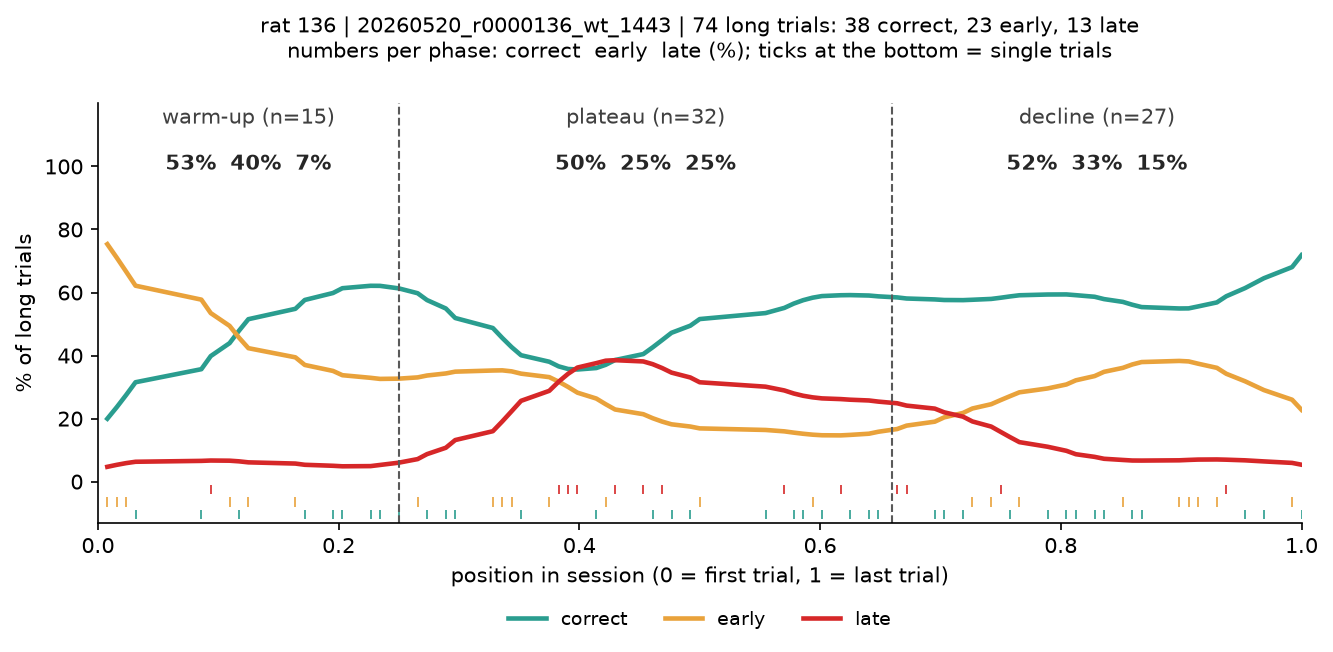 rat 136 | 20260520_r0000136_wt_1443 | 74 long trials: 38 correct, 23 early, 13 late
numbers per phase: correct  early  late (%); ticks at the bottom = single trials
warm-up (n=15)
plateau (n=32)
decline (n=27)
53%  40%  7%
50%  25%  25%
52%  33%  15%
% of long trials
100
80
60
40
20
0
0.0
0.2
0.4
0.6
0.8
1.0
position in session (0 = first trial, 1 = last trial)
correct
early
late